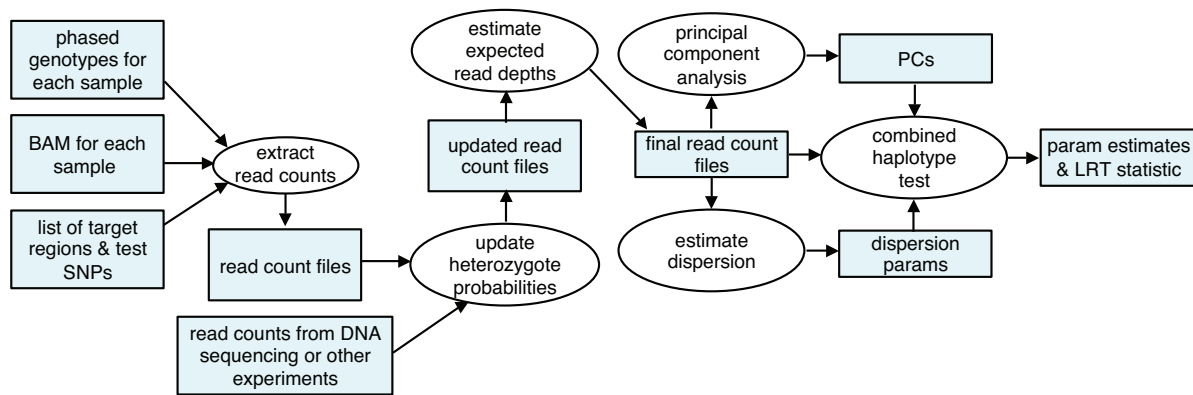 phased
genotypes for
each sample
BAM for each
sample
list of target
regions & test
SNPs
extract
read counts
read count files
read counts from DNA
sequencing or other
experiments
update
heterozygote
probabilities
updated read
count files
estimate
expected
read depths
final read count
files
principal
component
analysis
PCs
estimate
dispersion
dispersion
params
combined
haplotype
test
param estimates
& LRT statistic